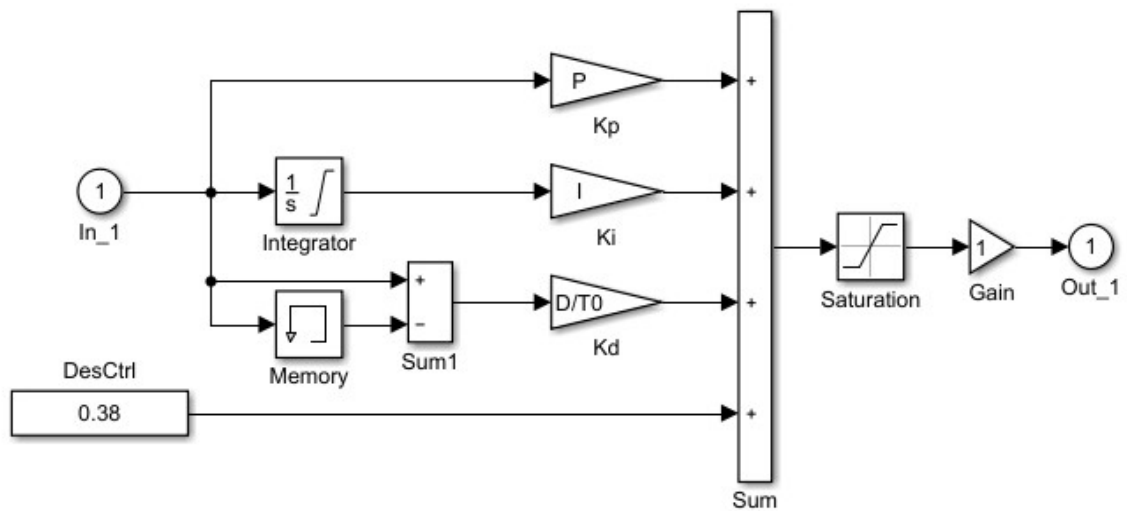 P
+
Kp
1
In_1
1
s
Integrator
I
+
Ki
Saturation
1
Gain
1
Out_1
+
−
Sum1
D/T0
+
Kd
Memory
DesCtrl
0.38
+
Sum